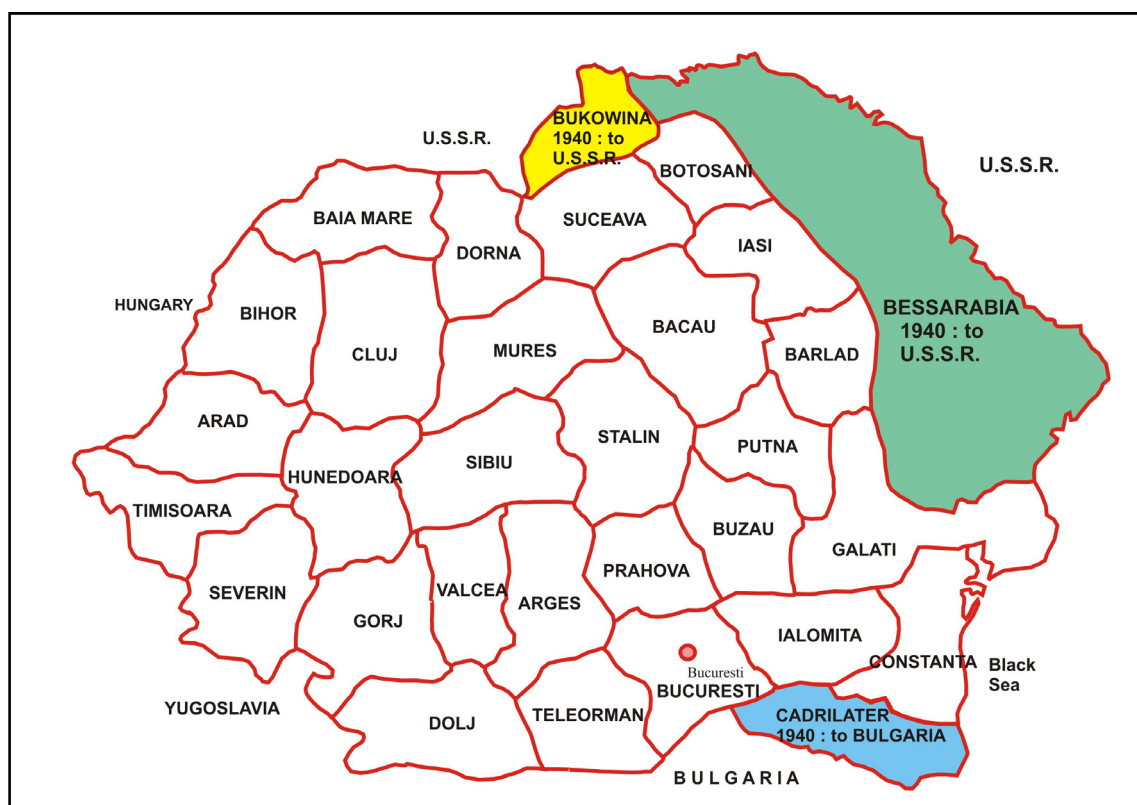 BUKOWINA
1940 : to
U.S.S.R.
U.S.S.R.
U.S.S.R.
BOTOSANI
BAIA MARE
SUCEAVA
DORNA
IASI
HUNGARY
BIHOR
CLUJ
MURES
BACAU
BARLAD
BESSARABIA
1940 : to
U.S.S.R.
ARAD
HUNEDOARA
SIBIU
STALIN
PUTNA
TIMISOARA
BUZAU
GALATI
SEVERIN
GORJ
VALCEA
ARGES
PRAHOVA
IALOMITA
CONSTANTA
Black
Sea
Bucuresti
BUCURESTI
YUGOSLAVIA
DOLJ
TELEORMAN
CADRILATER
1940 : to BULGARIA
BULGARIA